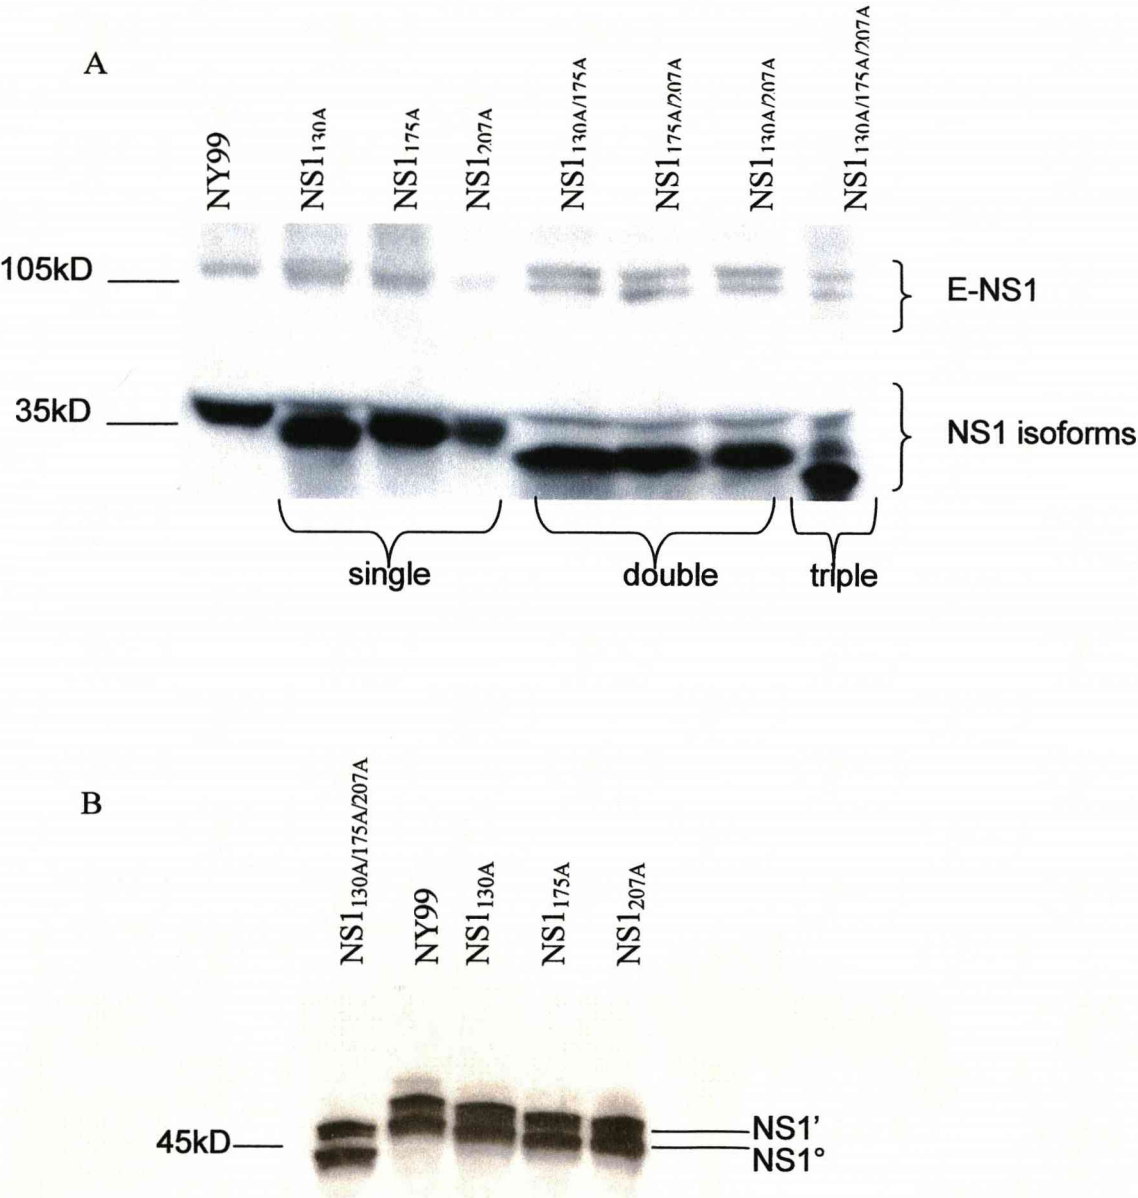 A
NY99
NS1130A
NS1175A
NS1207A
NS1130A/175A
NS1175A/207A
NS1130A/207A
NS1130A/175A/207A
105kD
E-NS1
35kD
NS1 isoforms
single
double
triple
B
NS1130A/175A/207A
NY99
NS1130A
NS1175A
NS1207A
45kD
NS1’
NS1°